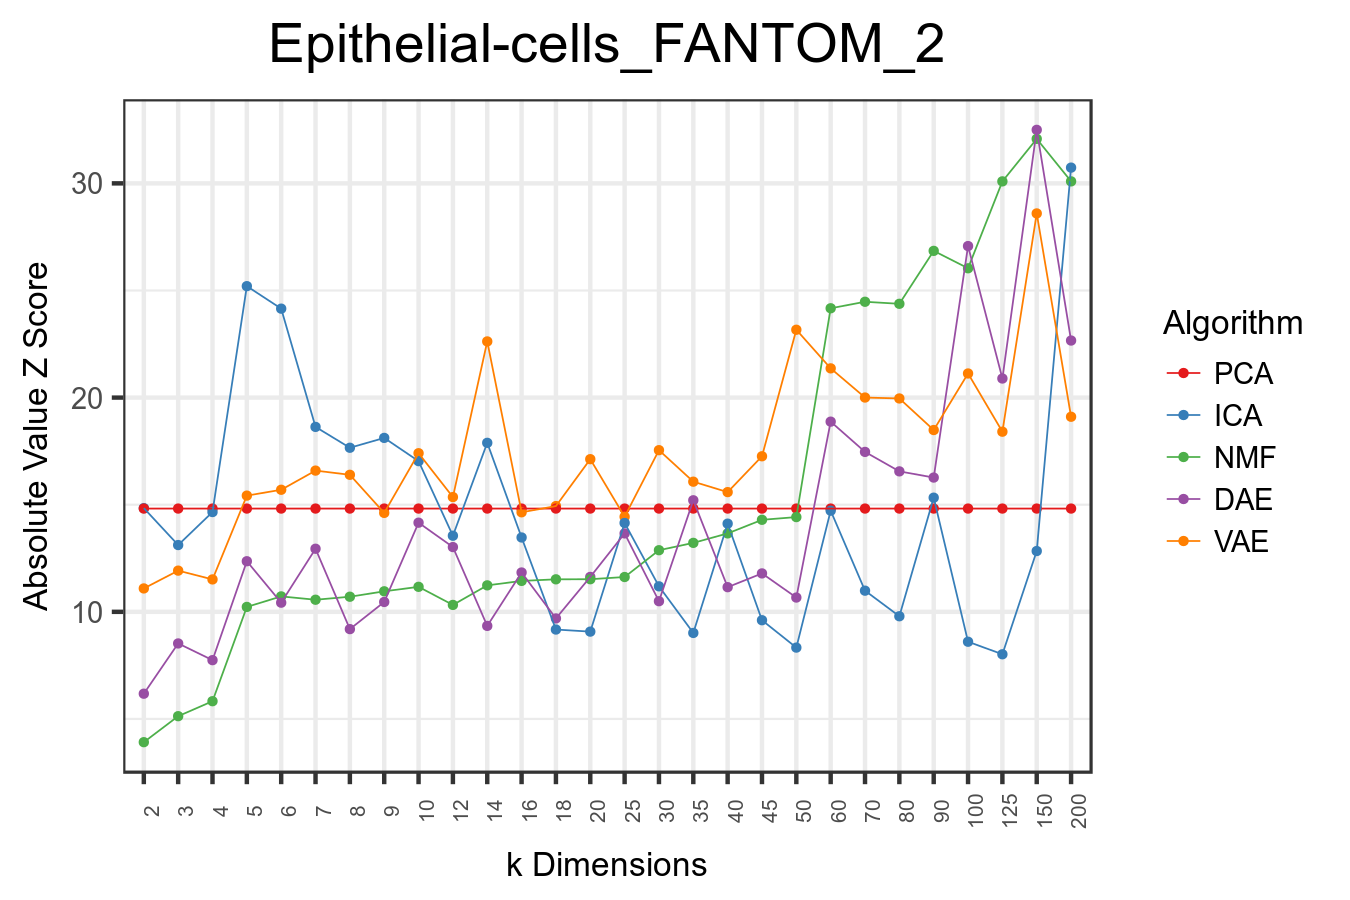 Epithelial-cells_FANTOM_2
Absolute Value Z Score
30
20
10
2 3 4 5 6 7 8 9 10 12 14 16 18 20 25 30 35 40 45 50 60 70 80 90 100 125 150 200
k Dimensions
Algorithm
PCA
ICA
NMF
DAE
VAE